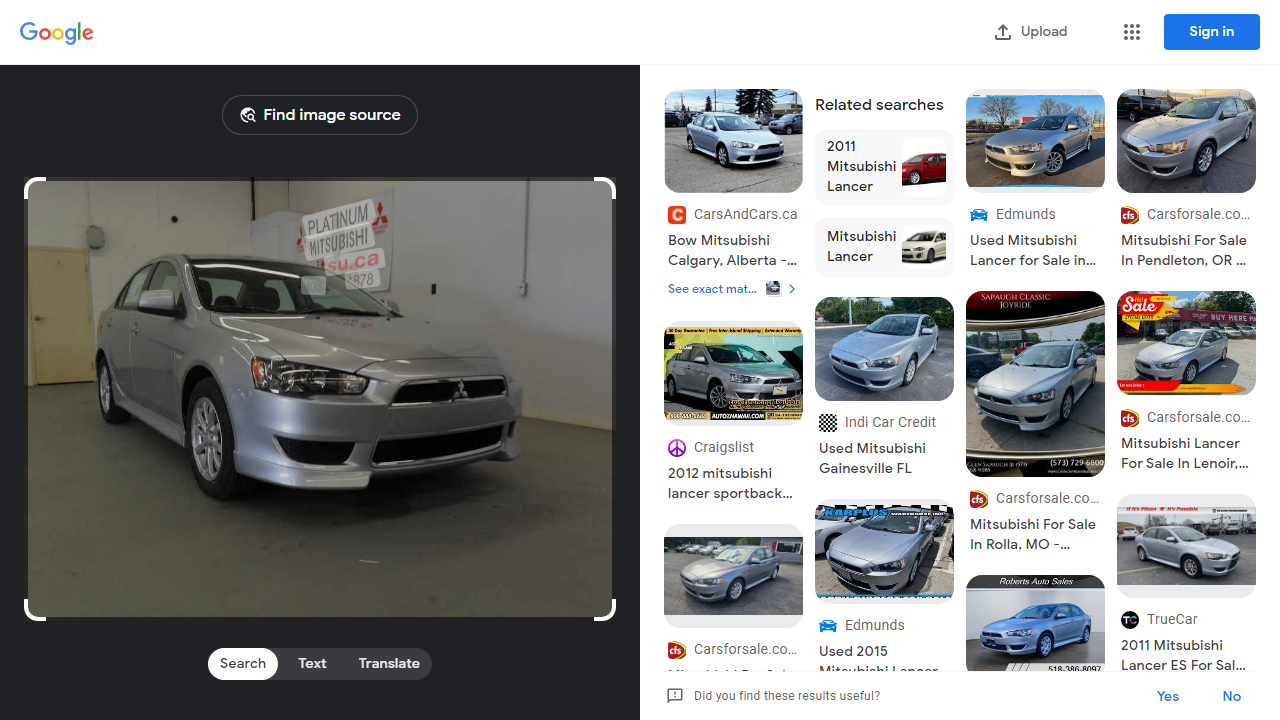 Google
Upload
Sign in
Find image source
PLATINUM
MITSUBISHI
su.ca
Search
Text
Translate
CarsAndCars.ca
Bow Mitsubishi
Calgary, Alberta -...
See exact mat...
Craigslist
2012 mitsubishi
lancer sportback...
Carsforsale.co...
Related searches
2011
Mitsubishi
Lancer
Mitsubishi
Lancer
Indi Car Credit
Used Mitsubishi
Gainesville FL
KARPLUS WAREHOUSE INC
Edmunds
Used 2015
Mitsubishi Lancer
Edmunds
Used Mitsubishi
Lancer for Sale in...
SAPAUGH CLASSIC
JOYRIDE
(573) 729-6800
Carsforsale.co...
Mitsubishi For Sale
In Rolla, MO -...
Roberts Auto Sales
518-386-8097
Carsforsale.co...
Mitsubishi For Sale
In Pendleton, OR ...
Sale
BUY HERE PA
Carsforsale.co...
Mitsubishi Lancer
For Sale In Lenoir,...
TrueCar
2011 Mitsubishi
Lancer ES For Sal...
Did you find these results useful?
Yes
No